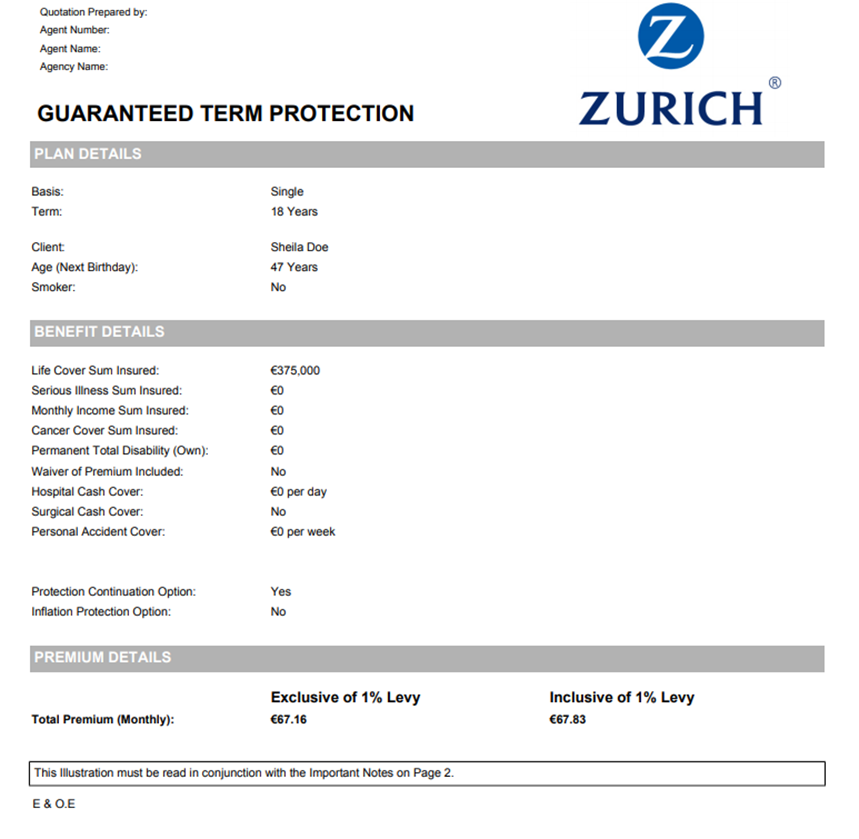 Quotation Prepared by:
Agent Number:
Agent Name:
Agency Name:
Z
ZURICH®
GUARANTEED TERM PROTECTION
PLAN DETAILS
Basis: Single
Term: 18 Years
Client: Sheila Doe
Age (Next Birthday): 47 Years
Smoker: No
BENEFIT DETAILS
Life Cover Sum Insured: €375,000
Serious Illness Sum Insured: €0
Monthly Income Sum Insured: €0
Cancer Cover Sum Insured: €0
Permanent Total Disability (Own): €0
Waiver of Premium Included: No
Hospital Cash Cover: €0 per day
Surgical Cash Cover: No
Personal Accident Cover: €0 per week
Protection Continuation Option: Yes
Inflation Protection Option: No
PREMIUM DETAILS
Exclusive of 1% Levy Inclusive of 1% Levy
Total Premium (Monthly): €67.16 €67.83
This Illustration must be read in conjunction with the Important Notes on Page 2.
E & O.E